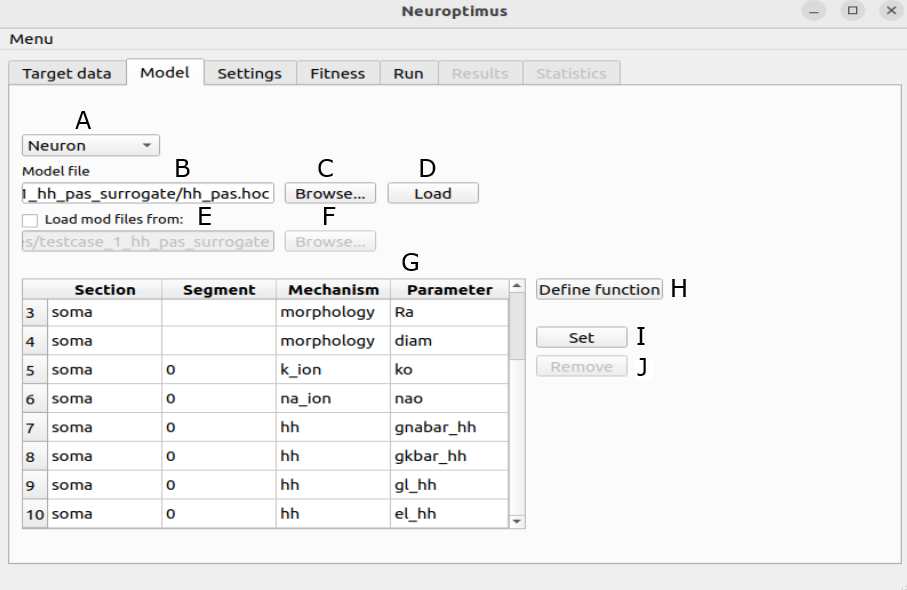 Neuroptimus
Menu
Target data Model Settings Fitness Run Results Statistics
A
Neuron
B C D
Model file
1_hh_pas_surrogate/hh_pas.hoc Browse... Load
Load mod files from: E F
s/testcase_1_hh_pas_surrogate Browse...
G
Section Segment Mechanism Parameter Define function H
3 soma morphology Ra
4 soma morphology diam Set I
5 soma 0 k_ion ko Remove J
6 soma 0 na_ion nao
7 soma 0 hh gnabar_hh
8 soma 0 hh gkbar_hh
9 soma 0 hh gl_hh
10 soma 0 hh el_hh